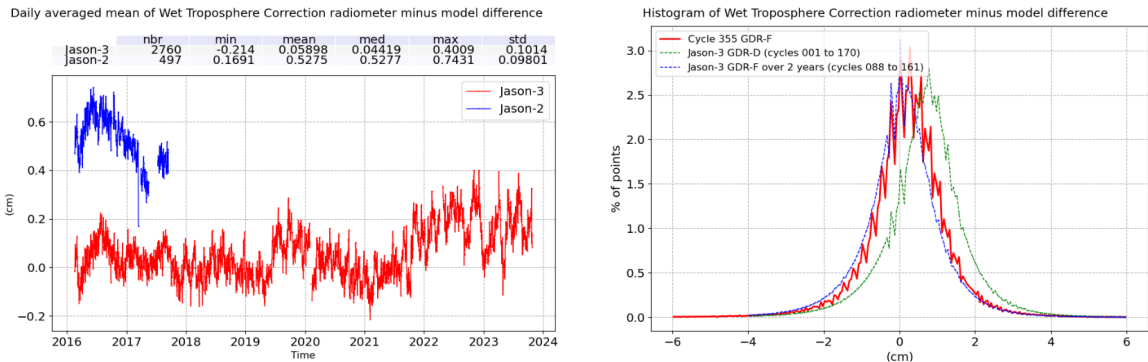 Daily averaged mean of Wet Troposphere Correction radiometer minus model difference
nbr min mean med max std
Jason-3 2760 -0.214 0.05898 0.04419 0.4009 0.1014
Jason-2 497 0.1691 0.5275 0.5277 0.7431 0.09801
Jason-3
Jason-2
0.6
0.4
0.2
0.0
−0.2
(cm)
2016 2017 2018 2019 2020 2021 2022 2023 2024
Time
Histogram of Wet Troposphere Correction radiometer minus model difference
Cycle 355 GDR-F
Jason-3 GDR-D (cycles 001 to 170)
Jason-3 GDR-F over 2 years (cycles 088 to 161)
3.0
2.5
2.0
1.5
1.0
0.5
0.0
% of points
−6 −4 −2 0 2 4 6
(cm)